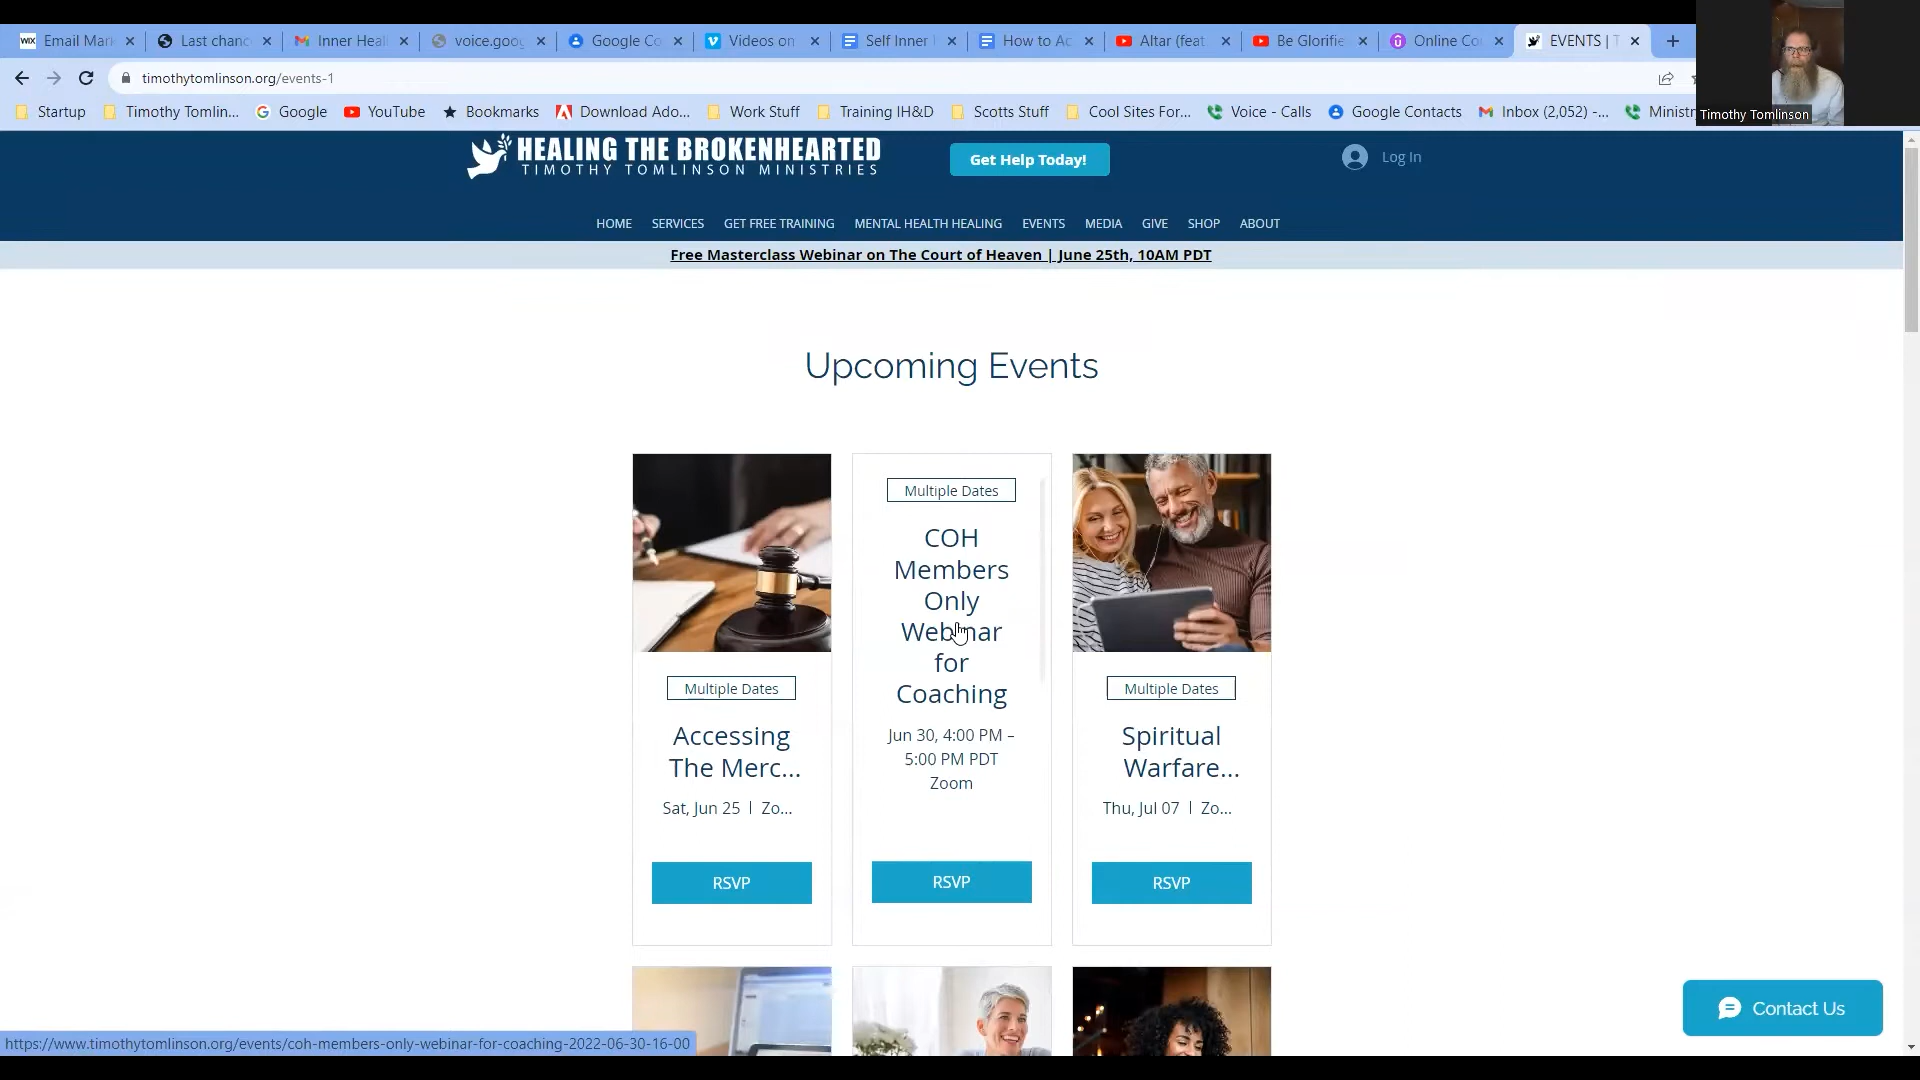 WIX Email Mar
Last chanc
Inner Heal
voice.goog
Google Co
Videos on
Self Inner
How to Ac
Altar (feat
Be Glorifie
Online Co
EVENTS | T
timothytomlinson.org/events-1
Startup
Timothy Tomlin...
Google
YouTube
Bookmarks
Download Ado...
Work Stuff
Training IH&D
Scotts Stuff
Cool Sites For...
Voice - Calls
Google Contacts
Inbox (2,052) -...
Ministr
Timothy Tomlinson
HEALING THE BROKENHEARTED
TIMOTHY TOMLINSON MINISTRIES
Get Help Today!
Log In
HOME SERVICES GET FREE TRAINING MENTAL HEALTH HEALING EVENTS MEDIA GIVE SHOP ABOUT
Free Masterclass Webinar on The Court of Heaven | June 25th, 10AM PDT
Upcoming Events
Multiple Dates
Accessing
The Merc...
Sat, Jun 25 | Zo...
RSVP
Multiple Dates
COH
Members
Only
Webinar
for
Coaching
Jun 30, 4:00 PM –
5:00 PM PDT
Zoom
RSVP
Multiple Dates
Spiritual
Warfare...
Thu, Jul 07 | Zo...
RSVP
Contact Us
https://www.timothytomlinson.org/events/coh-members-only-webinar-for-coaching-2022-06-30-16-00